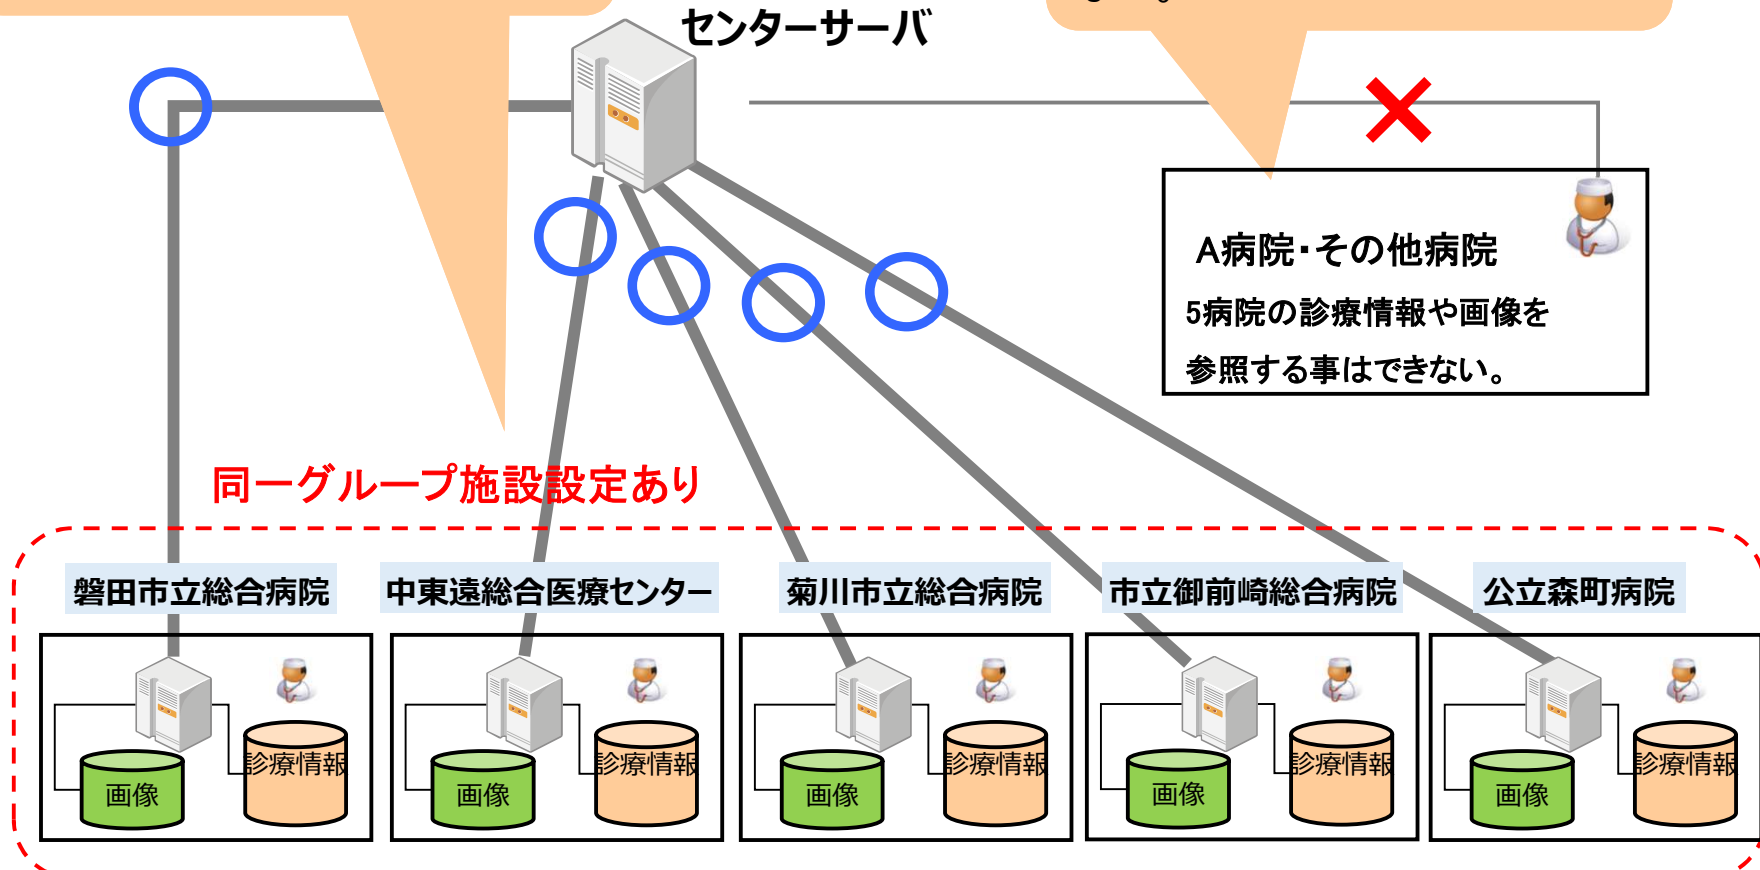 センターサーバ
A病院・その他病院
5病院の診療情報や画像を
参照する事はできない。
同一グループ施設設定あり
磐田市立総合病院
中東遠総合医療センター
菊川市立総合病院
市立御前崎総合病院
公立森町病院
診療情報
画像
診療情報
画像
診療情報
画像
診療情報
画像
診療情報
画像